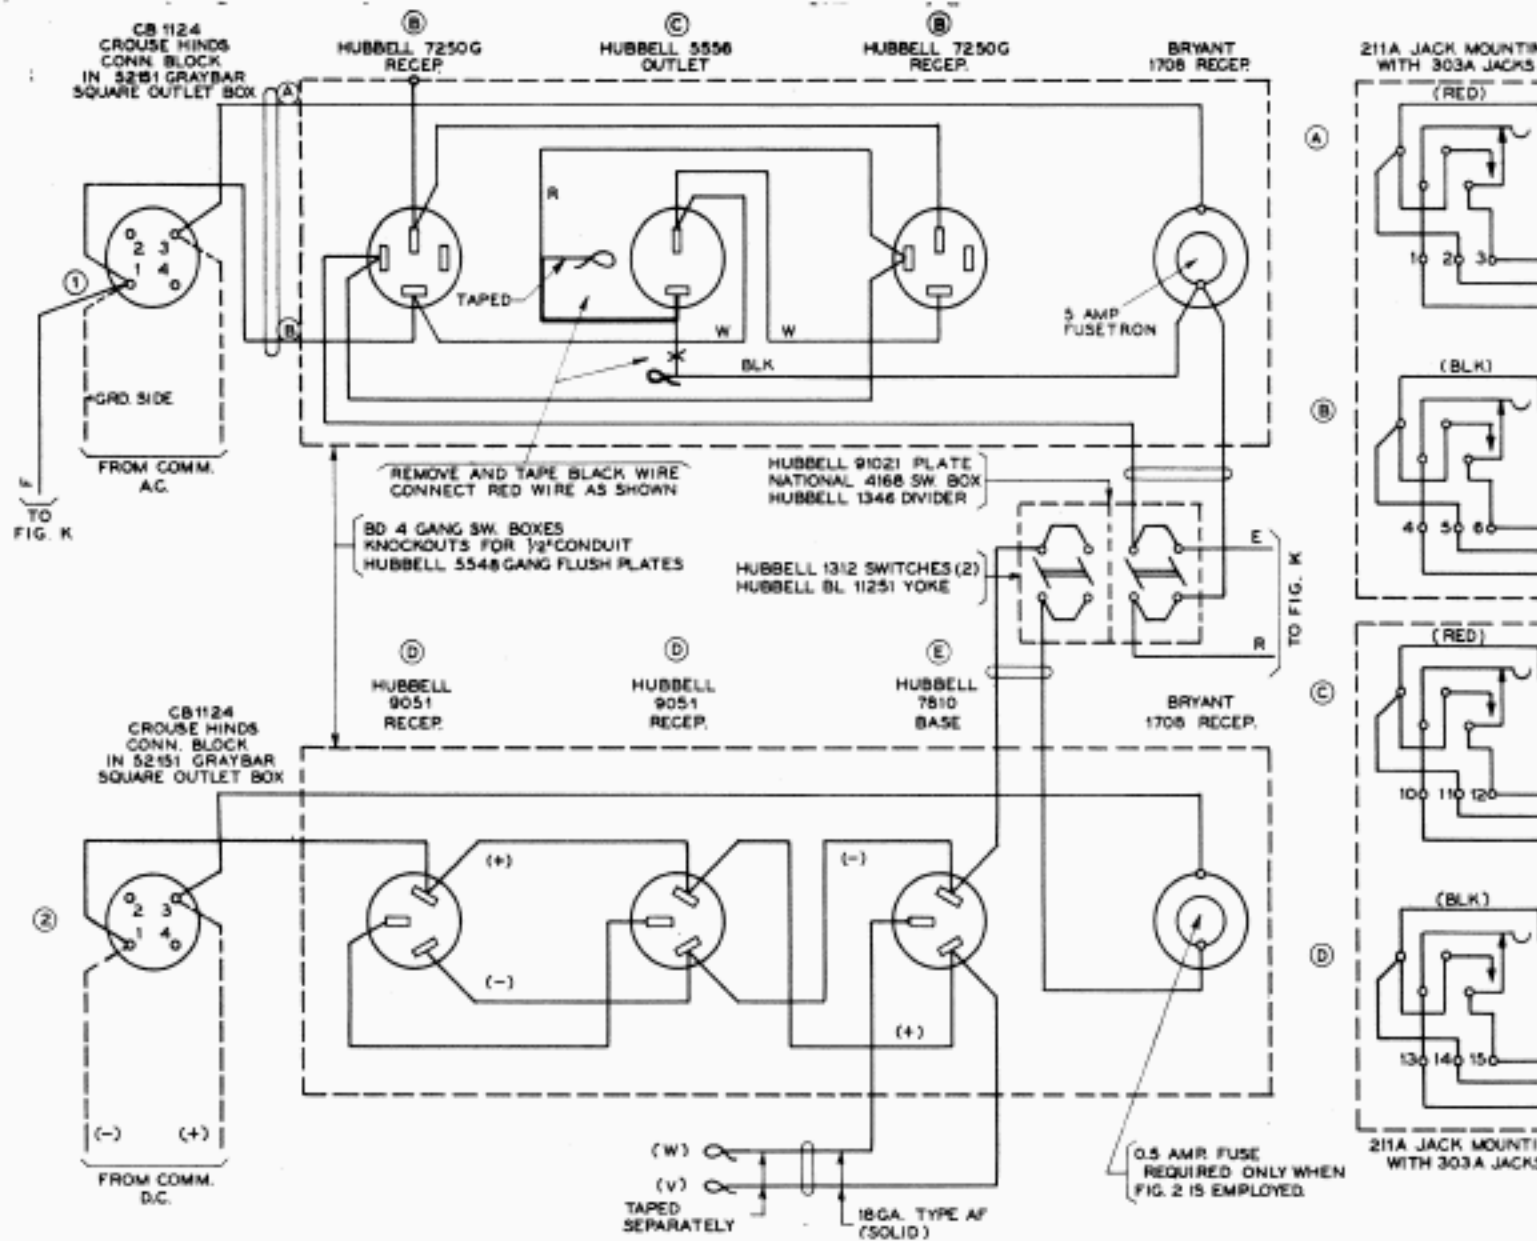 CB 1124
CROUSE HINDS
CONN. BLOCK
IN 52151 GRAYBAR
SQUARE OUTLET BOX
B
HUBBELL 7250G
RECEP.
C
HUBBELL 5556
OUTLET
B
HUBBELL 7250G
RECEP.
BRYANT
1708 RECEP.
211A JACK MOUNTIN
WITH 303A JACKS
(RED)
A
A
R
2 3
1 4
1
TAPED
B
W
W
BLK
5 AMP
FUSETRON
1 2 3
(BLK)
B
GRD. SIDE
FROM COMM.
A.C.
F
TO
FIG. K
REMOVE AND TAPE BLACK WIRE
CONNECT RED WIRE AS SHOWN
HUBBELL 91021 PLATE
NATIONAL 4168 SW. BOX
HUBBELL 1346 DIVIDER
BD 4 GANG SW. BOXES
KNOCKOUTS FOR 1/2" CONDUIT
HUBBELL 5548 GANG FLUSH PLATES
HUBBELL 1312 SWITCHES (2)
HUBBELL BL 11251 YOKE
E
R
TO FIG. K
4 5 6
(RED)
C
D
HUBBELL
9051
RECEP.
D
HUBBELL
9051
RECEP.
E
HUBBELL
7810
BASE
BRYANT
1708 RECEP.
CB1124
CROUSE HINDS
CONN. BLOCK
IN 52151 GRAYBAR
SQUARE OUTLET BOX
10 11 12
(+)
(-)
(BLK)
2
2 3
1 4
D
(-)
(+)
13 14 15
(-) (+)
FROM COMM.
D.C.
(W)
(V)
TAPED
SEPARATELY
18 GA. TYPE AF
(SOLID)
0.5 AMP. FUSE
REQUIRED ONLY WHEN
FIG. 2 IS EMPLOYED.
211A JACK MOUNTI
WITH 303A JACKS